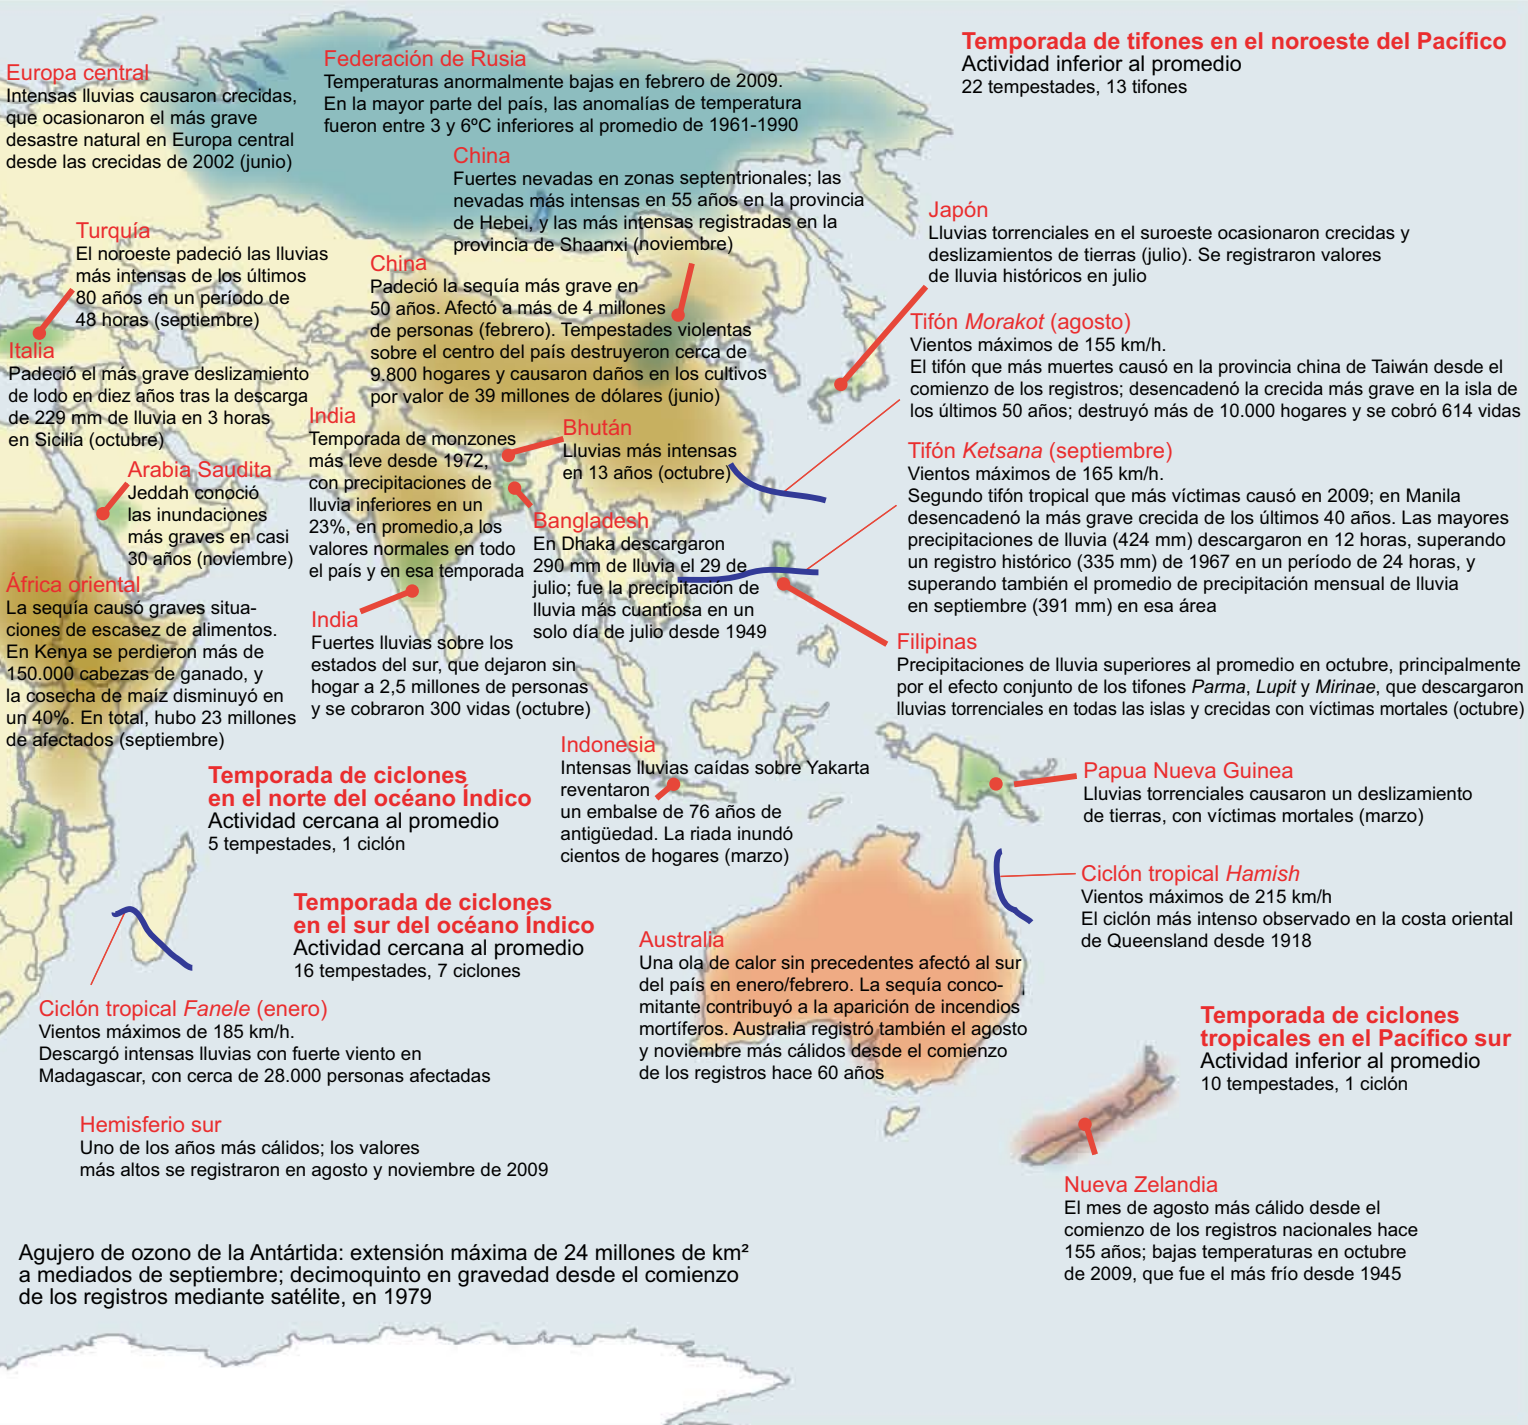 Temporada de tifones en el noroeste del Pacífico
Actividad inferior al promedio
22 tempestades, 13 tifones
Europa central
Intensas lluvias causaron crecidas,
que ocasionaron el más grave
desastre natural en Europa central
desde las crecidas de 2002 (junio)
Federación de Rusia
Temperaturas anormalmente bajas en febrero de 2009.
En la mayor parte del país, las anomalías de temperatura
fueron entre 3 y 6ºC inferiores al promedio de 1961-1990
China
Fuertes nevadas en zonas septentrionales; las
nevadas más intensas en 55 años en la provincia
de Hebei, y las más intensas registradas en la
provincia de Shaanxi (noviembre)
Turquía
El noroeste padeció las lluvias
más intensas de los últimos
80 años en un período de
48 horas (septiembre)
China
Padeció la sequía más grave en
50 años. Afectó a más de 4 millones
de personas (febrero). Tempestades violentas
sobre el centro del país destruyeron cerca de
9.800 hogares y causaron daños en los cultivos
por valor de 39 millones de dólares (junio)
Japón
Lluvias torrenciales en el suroeste ocasionaron crecidas y
deslizamientos de tierras (julio). Se registraron valores
de lluvia históricos en julio
Tifón Morakot (agosto)
Vientos máximos de 155 km/h.
El tifón que más muertes causó en la provincia china de Taiwán desde el
comienzo de los registros; desencadenó la crecida más grave en la isla de
los últimos 50 años; destruyó más de 10.000 hogares y se cobró 614 vidas
Italia
Padeció el más grave deslizamiento
de lodo en diez años tras la descarga
de 229 mm de lluvia en 3 horas
en Sicilia (octubre)
India
Temporada de monzones
más leve desde 1972,
con precipitaciones de
lluvia inferiores en un
23%, en promedio,a los
valores normales en todo
el país y en esa temporada
Bhután
Lluvias más intensas
en 13 años (octubre)
Tifón Ketsana (septiembre)
Vientos máximos de 165 km/h.
Segundo tifón tropical que más víctimas causó en 2009; en Manila
desencadenó la más grave crecida de los últimos 40 años. Las mayores
precipitaciones de lluvia (424 mm) descargaron en 12 horas, superando
un registro histórico (335 mm) de 1967 en un período de 24 horas, y
superando también el promedio de precipitación mensual de lluvia
en septiembre (391 mm) en esa área
Arabia Saudita
Jeddah conoció
las inundaciones
más graves en casi
30 años (noviembre)
Bangladesh
En Dhaka descargaron
290 mm de lluvia el 29 de
julio; fue la precipitación de
lluvia más cuantiosa en un
solo día de julio desde 1949
África oriental
La sequía causó graves situa-
ciones de escasez de alimentos.
En Kenya se perdieron más de
150.000 cabezas de ganado, y
la cosecha de maíz disminuyó en
un 40%. En total, hubo 23 millones
de afectados (septiembre)
India
Fuertes lluvias sobre los
estados del sur, que dejaron sin
hogar a 2,5 millones de personas
y se cobraron 300 vidas (octubre)
Filipinas
Precipitaciones de lluvia superiores al promedio en octubre, principalmente
por el efecto conjunto de los tifones Parma, Lupit y Mirinae, que descargaron
lluvias torrenciales en todas las islas y crecidas con víctimas mortales (octubre)
Indonesia
Intensas lluvias caídas sobre Yakarta
reventaron
un embalse de 76 años de
antigüedad. La riada inundó
cientos de hogares (marzo)
Temporada de ciclones
en el norte del océano Índico
Actividad cercana al promedio
5 tempestades, 1 ciclón
Papua Nueva Guinea
Lluvias torrenciales causaron un deslizamiento
de tierras, con víctimas mortales (marzo)
Ciclón tropical Hamish
Vientos máximos de 215 km/h
El ciclón más intenso observado en la costa oriental
de Queensland desde 1918
Temporada de ciclones
en el sur del océano Índico
Actividad cercana al promedio
16 tempestades, 7 ciclones
Australia
Una ola de calor sin precedentes afectó al sur
del país en enero/febrero. La sequía conco-
mitante contribuyó a la aparición de incendios
mortíferos. Australia registró también el agosto
y noviembre más cálidos desde el comienzo
de los registros hace 60 años
Ciclón tropical Fanele (enero)
Vientos máximos de 185 km/h.
Descargó intensas lluvias con fuerte viento en
Madagascar, con cerca de 28.000 personas afectadas
Temporada de ciclones
tropicales en el Pacífico sur
Actividad inferior al promedio
10 tempestades, 1 ciclón
Hemisferio sur
Uno de los años más cálidos; los valores
más altos se registraron en agosto y noviembre de 2009
Nueva Zelandia
El mes de agosto más cálido desde el
comienzo de los registros nacionales hace
155 años; bajas temperaturas en octubre
de 2009, que fue el más frío desde 1945
Agujero de ozono de la Antártida: extensión máxima de 24 millones de km²
a mediados de septiembre; decimoquinto en gravedad desde el comienzo
de los registros mediante satélite, en 1979